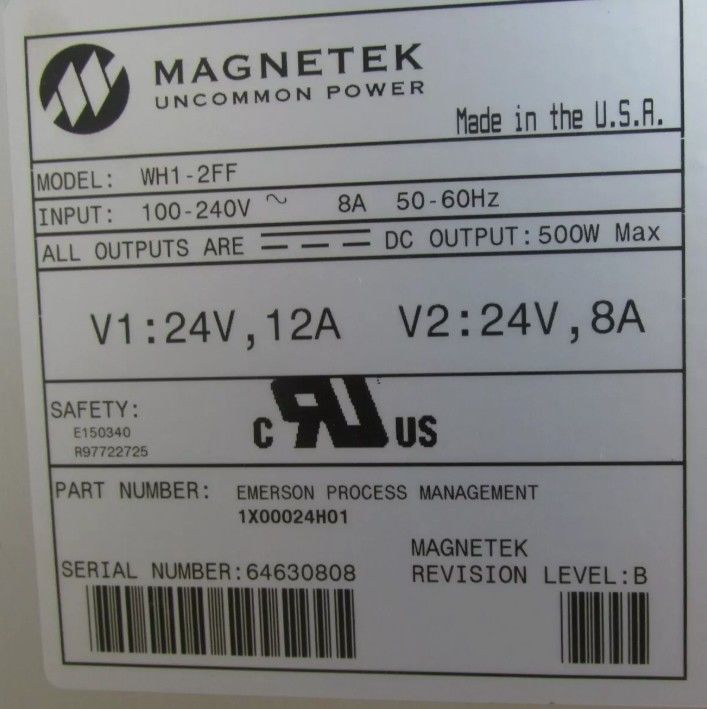 MAGNETEK
UNCOMMON POWER
Made in the U.S.A.
MODEL: WH1-2FF
INPUT: 100-240V ~ 8A 50-60Hz
ALL OUTPUTS ARE DC OUTPUT:500W Max
V1:24V,12A V2:24V,8A
SAFETY:
E150340
R97722725
C RU US
PART NUMBER: EMERSON PROCESS MANAGEMENT
1X00024H01
MAGNETEK
SERIAL NUMBER:64630808 REVISION LEVEL:B